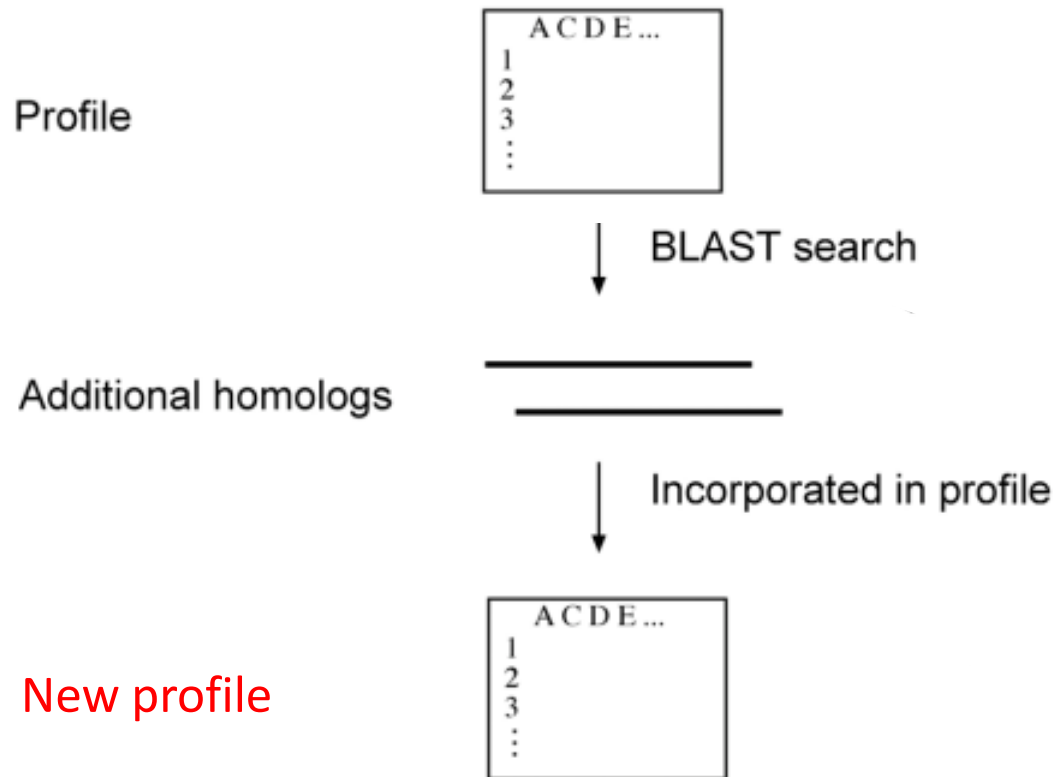 A C D E ...
1
2
3
⋮
Profile
BLAST search
Additional homologs
Incorporated in profile
A C D E ...
1
2
3
⋮
New profile